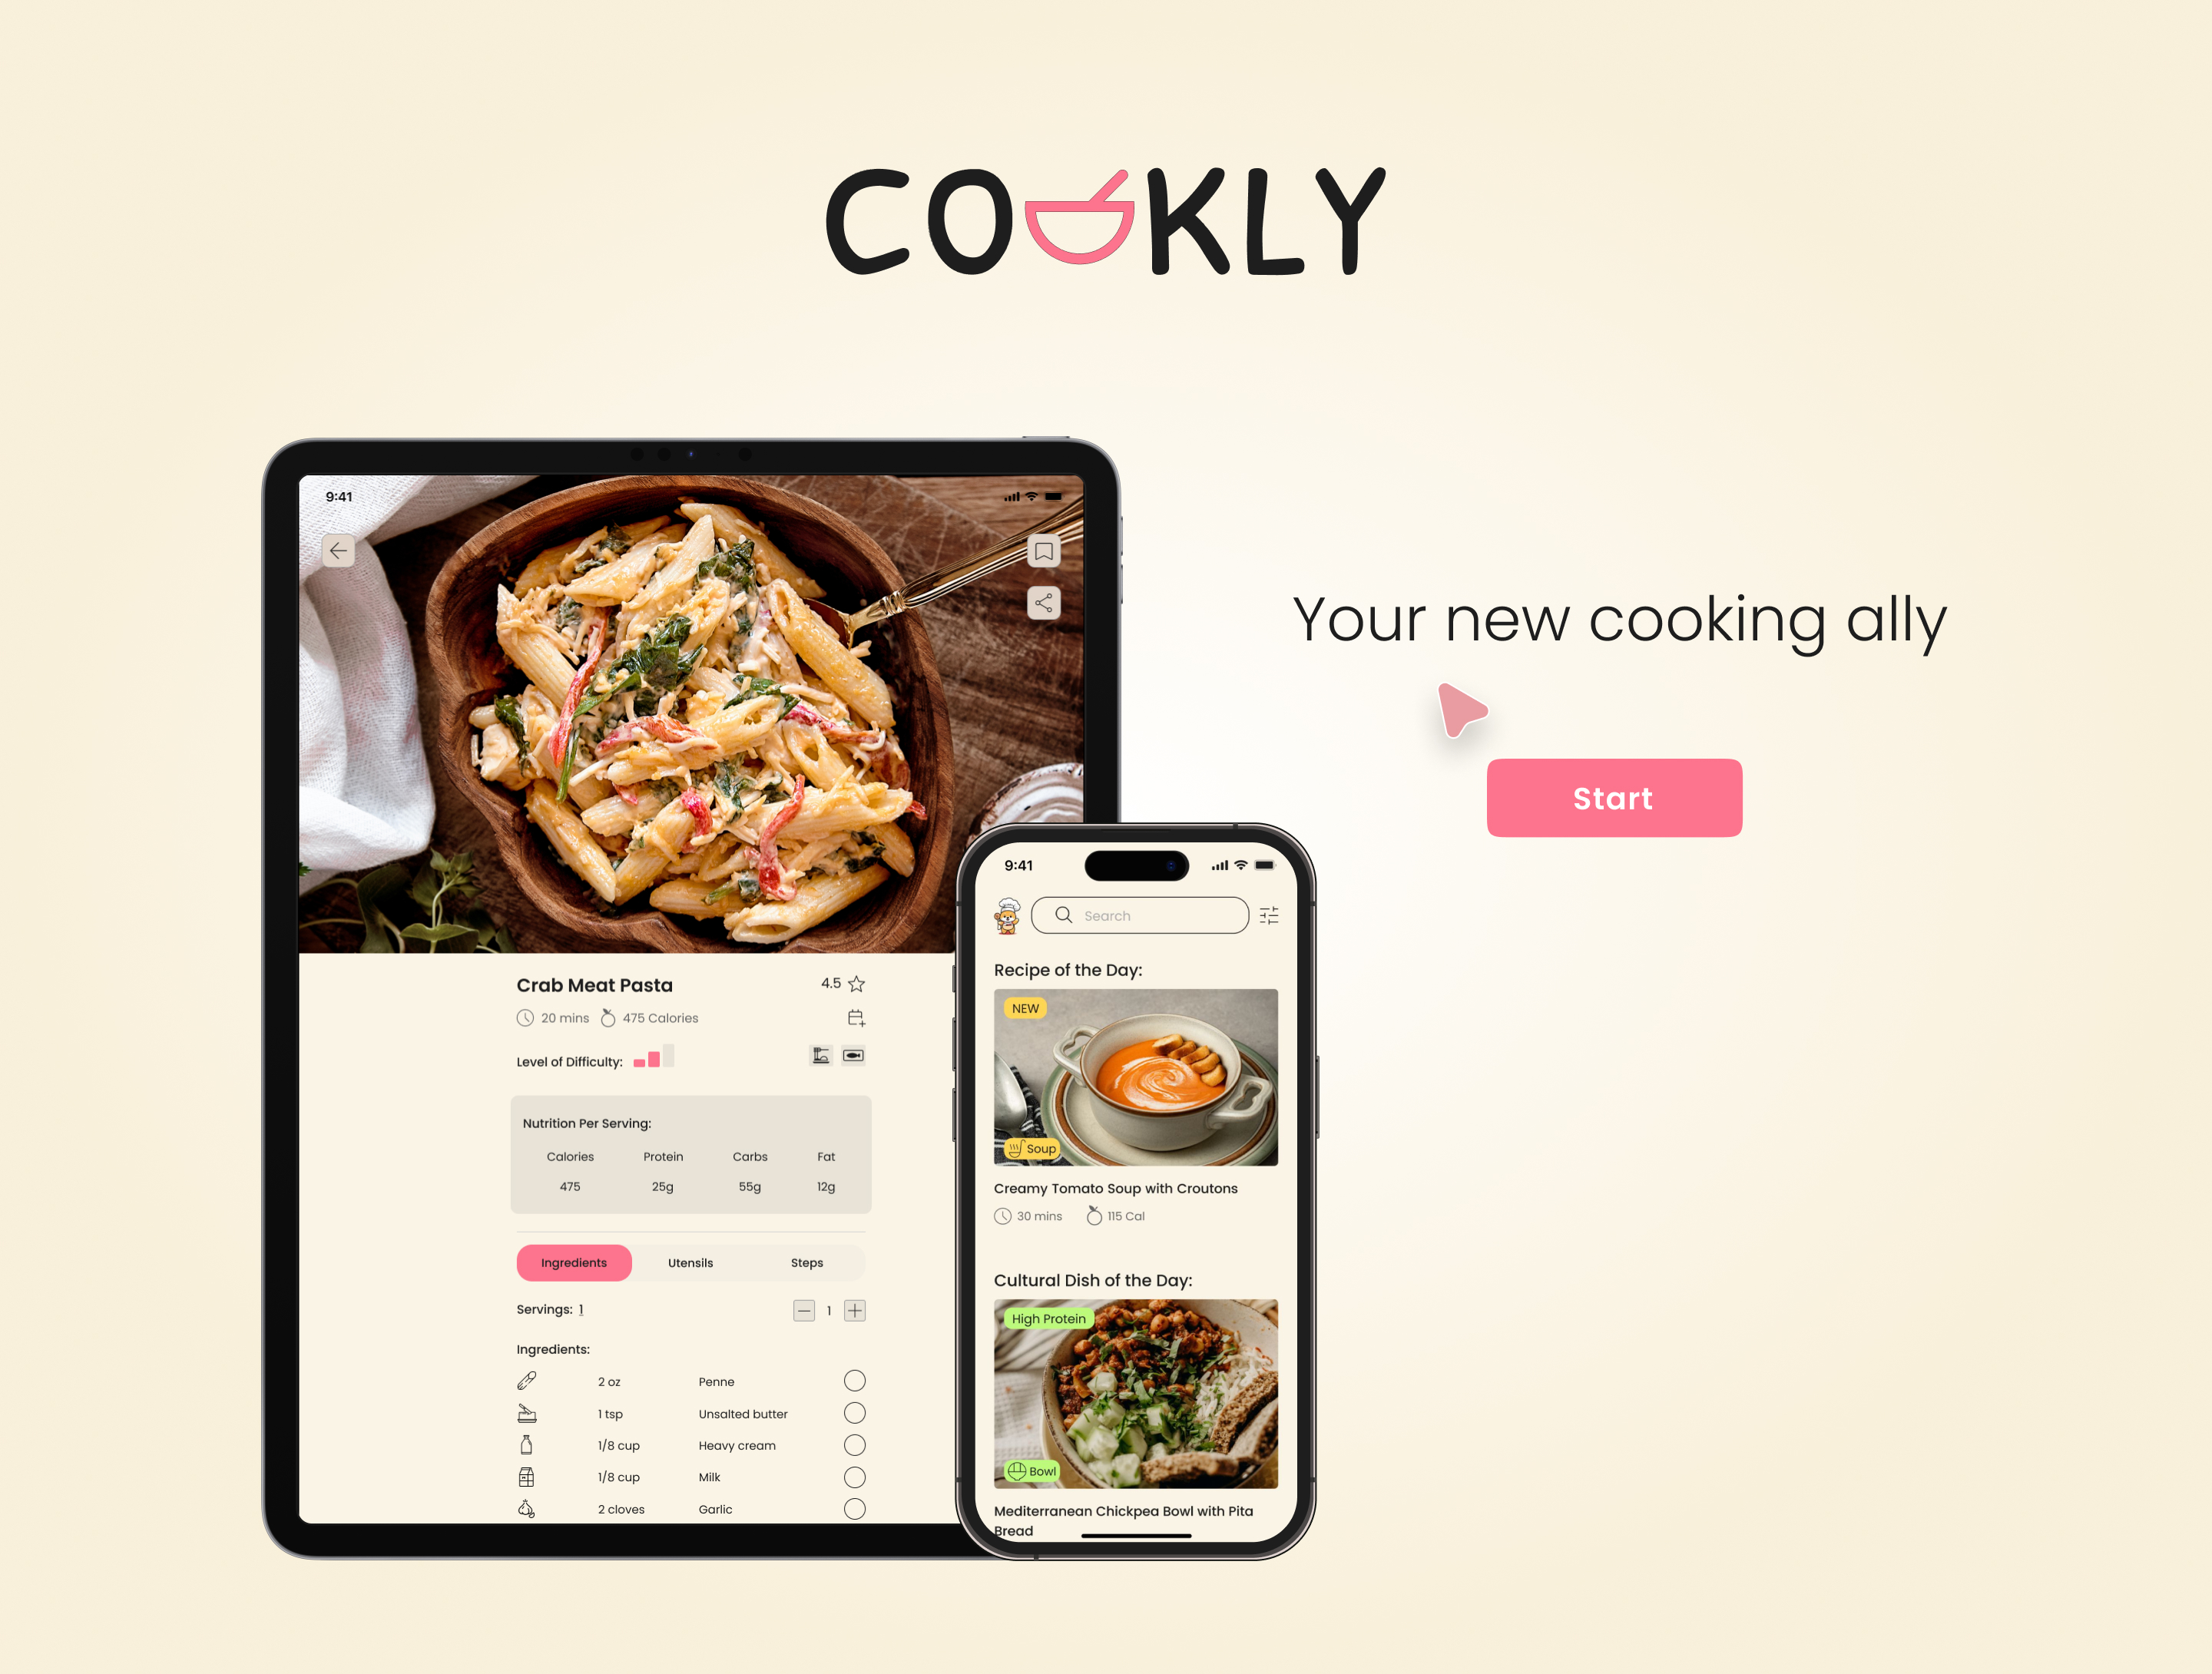 COOKLY
9:41
Crab Meat Pasta
4.5
20 mins
475 Calories
Level of Difficulty:
Nutrition Per Serving:
Calories Protein Carbs Fat
475 25g 55g 12g
Ingredients Utensils Steps
Servings: 1
1
Ingredients:
2 oz Penne
1 tsp Unsalted butter
1/8 cup Heavy cream
1/8 cup Milk
2 cloves Garlic
9:41
Search
Recipe of the Day:
NEW
Soup
Creamy Tomato Soup with Croutons
30 mins 115 Cal
Cultural Dish of the Day:
High Protein
Bowl
Mediterranean Chickpea Bowl with Pita
Bread
Your new cooking ally
Start